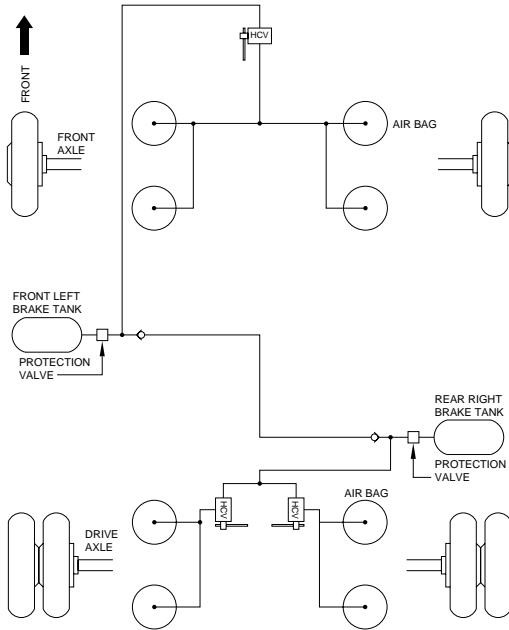 HCV
FRONT
FRONT
AXLE
AIR BAG
FRONT LEFT
BRAKE TANK
PROTECTION
VALVE
REAR RIGHT
BRAKE TANK
PROTECTION
VALVE
AIR BAG
HCV
HCV
DRIVE
AXLE